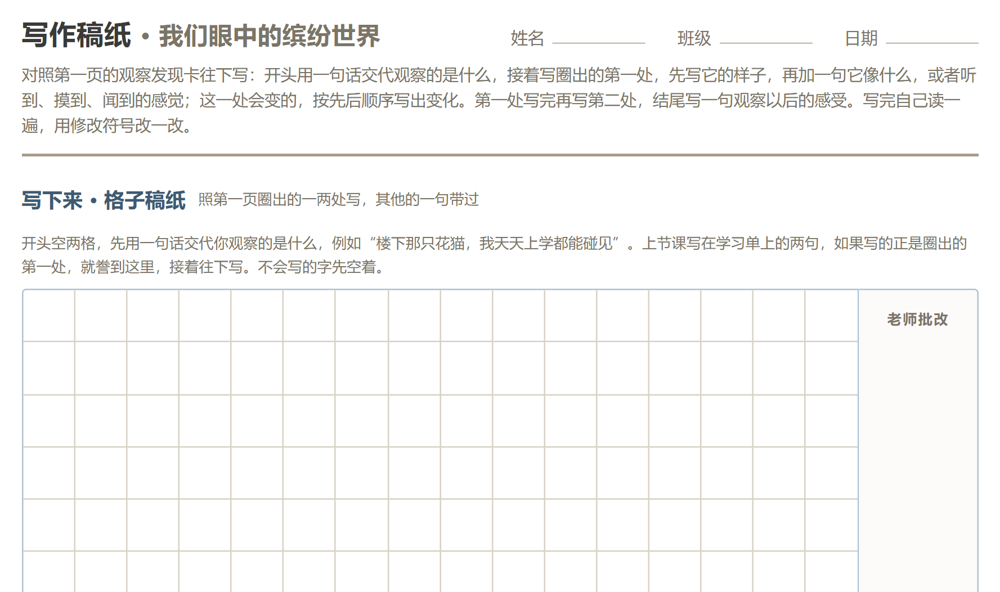 写作稿纸·我们眼中的缤纷世界 姓名 班级 日期
对照第一页的观察发现卡往下写：开头用一句话交代观察的是什么，接着写圈出的第一处，先写它的样子，再加一句它像什么，或者听
到、摸到、闻到的感觉；这一处会变的，按先后顺序写出变化。第一处写完再写第二处，结尾写一句观察以后的感受。写完自己读一
遍，用修改符号改一改。
写下来·格子稿纸 照第一页圈出的一两处写，其他的一句带过
开头空两格，先用一句话交代你观察的是什么，例如“楼下那只花猫，我天天上学都能碰见”。上节课写在学习单上的两句，如果写的正是圈出的
第一处，就誊到这里，接着往下写。不会写的字先空着。
老师批改